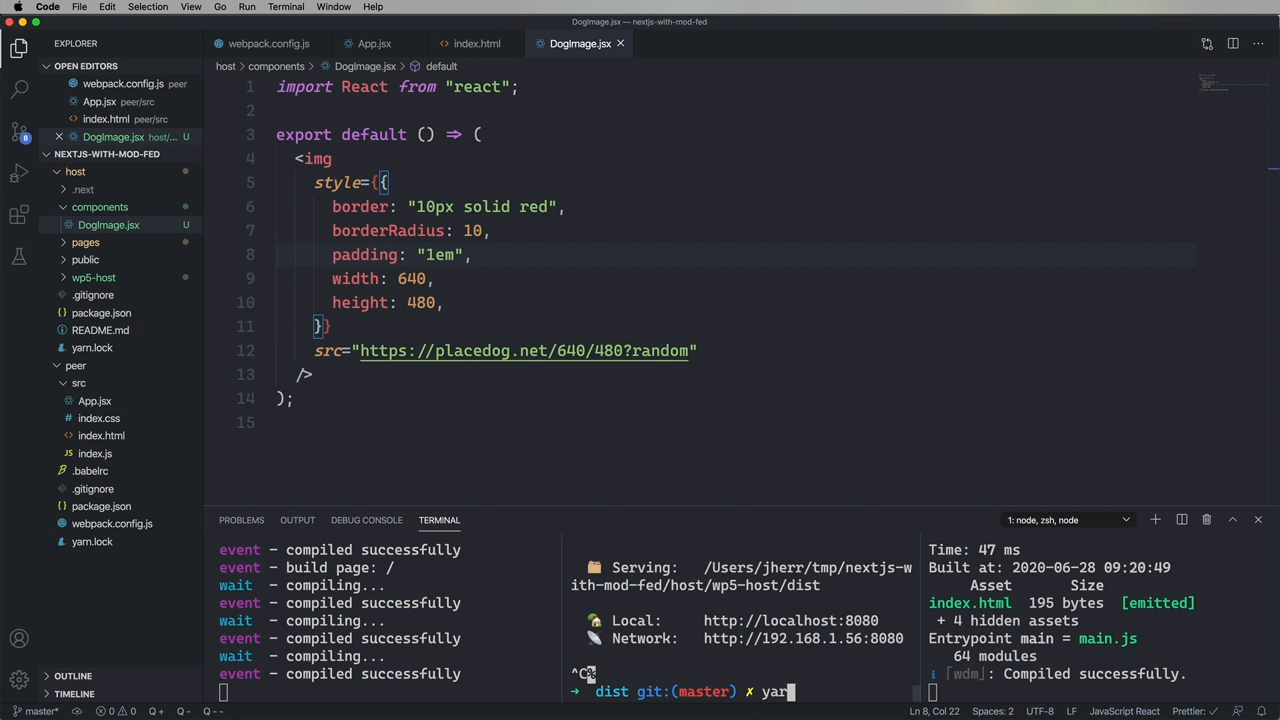 Code File Edit Selection View Go Run Terminal Window Help
DogImage.jsx — nextjs-with-mod-fed
EXPLORER
OPEN EDITORS
webpack.config.js peer
App.jsx peer/src
index.html peer/src
DogImage.jsx host/... U
NEXTJS-WITH-MOD-FED
host
.next
components
DogImage.jsx U
pages
public
wp5-host
.gitignore
package.json
README.md
yarn.lock
peer
src
App.jsx
index.css
index.html
index.js
.babelrc
.gitignore
package.json
webpack.config.js
yarn.lock
OUTLINE
TIMELINE
8
webpack.config.js App.jsx index.html DogImage.jsx
host > components > DogImage.jsx > default
1 import React from "react";
2
3 export default () => (
4 <img
5 style={{
6 border: "10px solid red",
7 borderRadius: 10,
8 padding: "1em",
9 width: 640,
10 height: 480,
11 }}
12 src="https://placedog.net/640/480?random"
13 />
14 );
15
PROBLEMS OUTPUT DEBUG CONSOLE TERMINAL 1: node, zsh, node
event - compiled successfully
event - build page: /
wait - compiling...
event - compiled successfully
wait - compiling...
event - compiled successfully
wait - compiling...
event - compiled successfully
Serving: /Users/jherr/tmp/nextjs-w
ith-mod-fed/host/wp5-host/dist
Local: http://localhost:8080
Network: http://192.168.1.56:8080
^C%
→ dist git:(master) ✗ yar
Time: 47 ms
Built at: 2020-06-28 09:20:49
Asset Size
index.html 195 bytes [emitted]
+ 4 hidden assets
Entrypoint main = main.js
64 modules
ℹ ｢wdm｣: Compiled successfully.
master* 0 0 Q+ Q- Q-- Ln 8, Col 22 Spaces: 2 UTF-8 LF JavaScript React Prettier: ✓